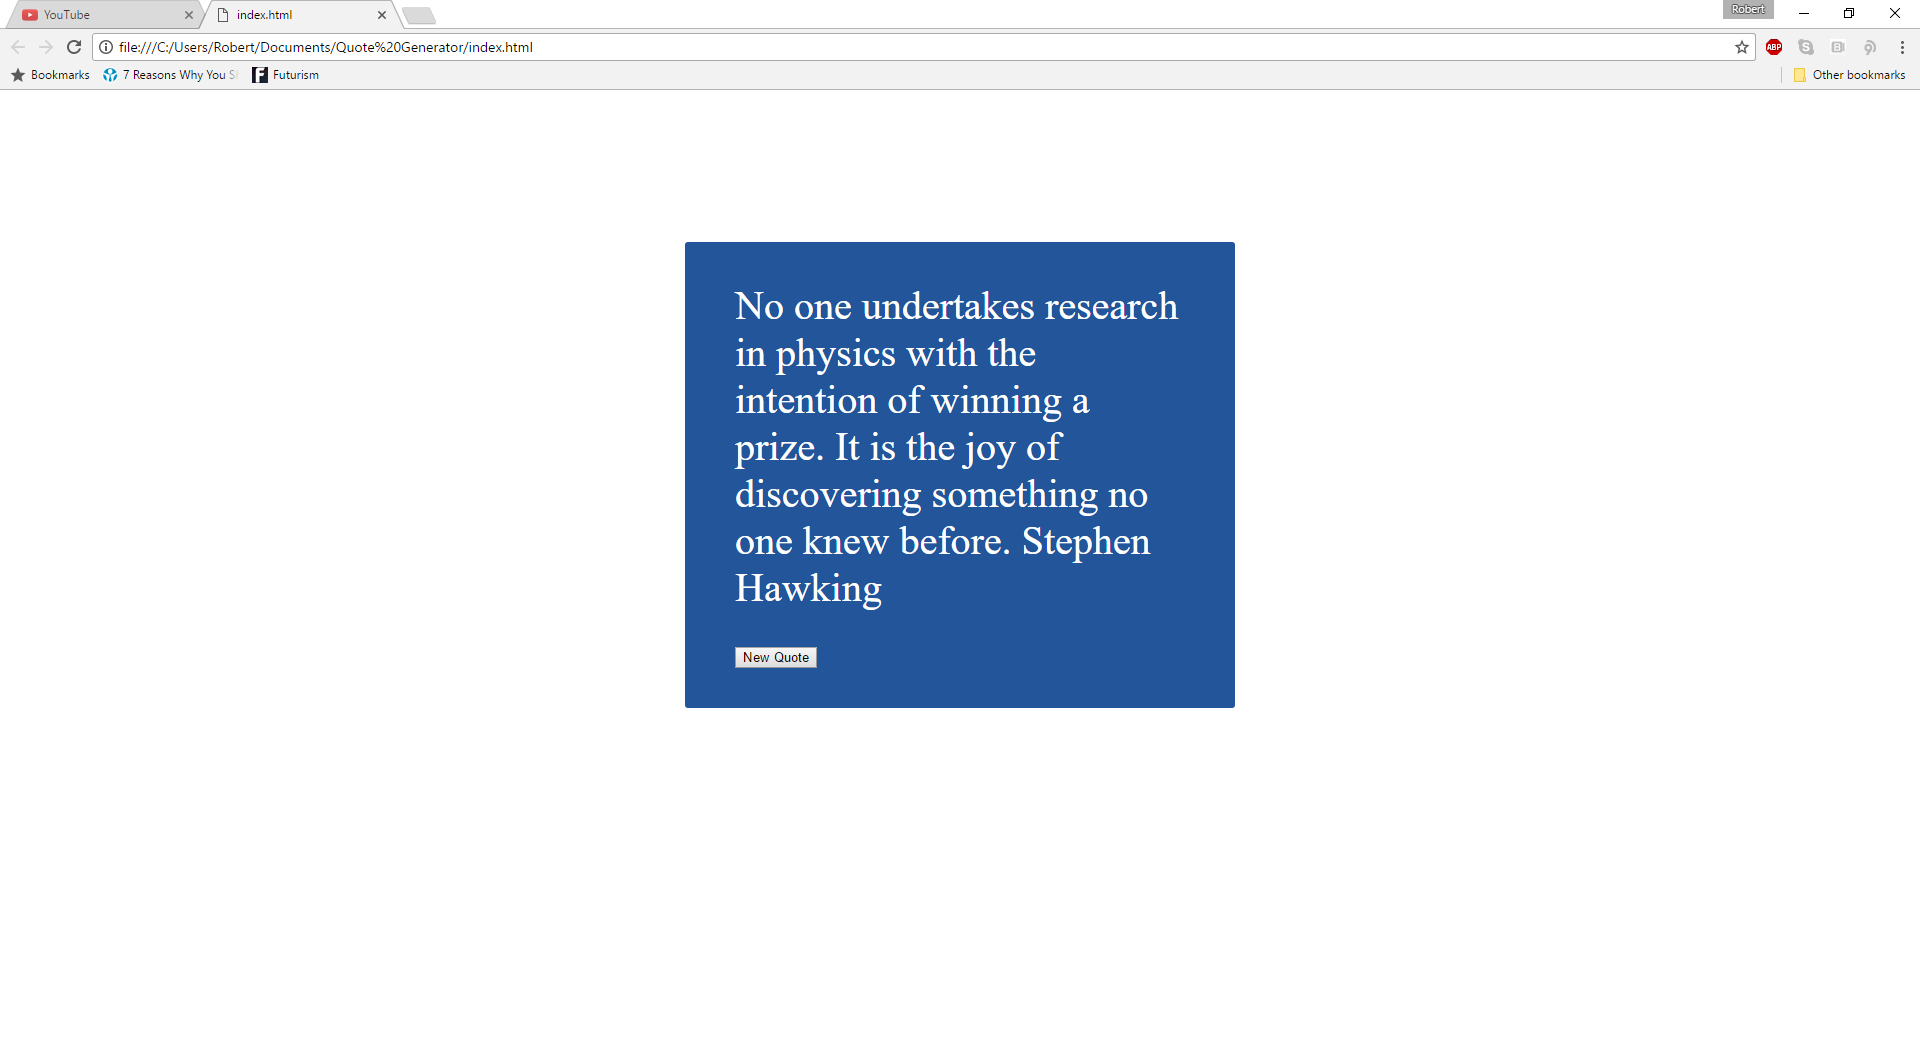 YouTube
index.html
Robert
file:///C:/Users/Robert/Documents/Quote%20Generator/index.html
ABP
Bookmarks
7 Reasons Why You S
F Futurism
Other bookmarks
No one undertakes research
in physics with the
intention of winning a
prize. It is the joy of
discovering something no
one knew before. Stephen
Hawking
New Quote